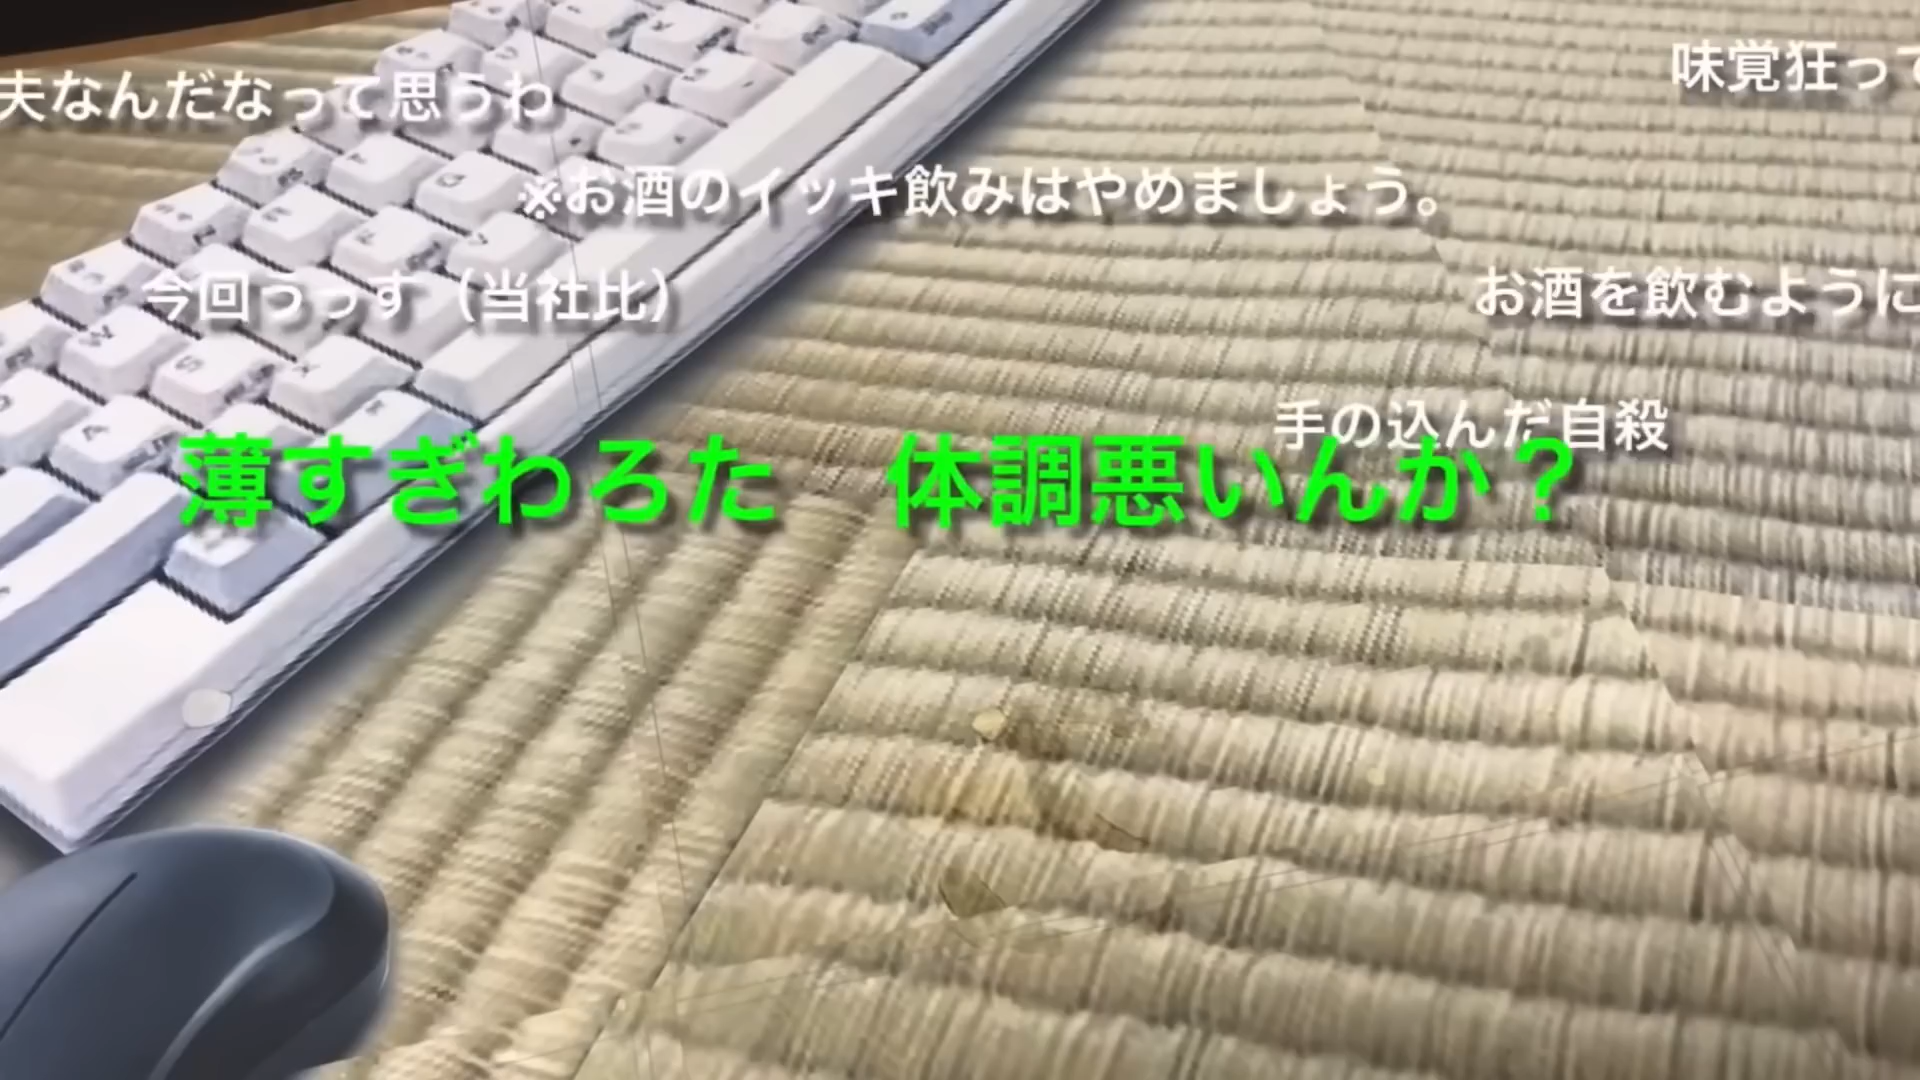 味覚狂って
夫なんだなって思うわ
※お酒のイッキ飲みはやめましょう。
今回うっす（当社比）
お酒を飲むように
手の込んだ自殺
薄すぎわろた　体調悪いんか？